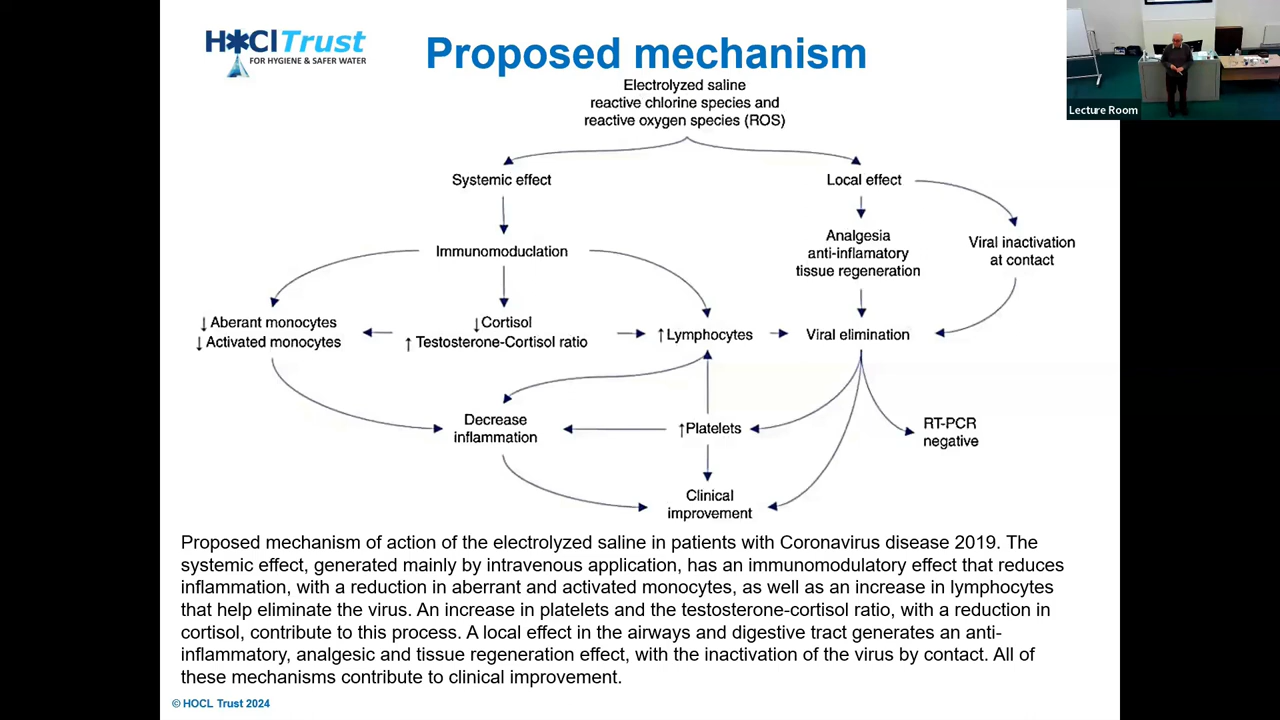 HOCl Trust
FOR HYGIENE & SAFER WATER
Proposed mechanism
Lecture Room
Electrolyzed saline
reactive chlorine species and
reactive oxygen species (ROS)
Systemic effect
Local effect
Immunomoduclation
Analgesia
anti-inflamatory
tissue regeneration
Viral inactivation
at contact
↓Aberrant monocytes
↓Activated monocytes
↓Cortisol
↑ Testosterone-Cortisol ratio
↑Lymphocytes
Viral elimination
Decrease
inflammation
↑Platelets
RT-PCR
negative
Clinical
improvement
Proposed mechanism of action of the electrolyzed saline in patients with Coronavirus disease 2019. The
systemic effect, generated mainly by intravenous application, has an immunomodulatory effect that reduces
inflammation, with a reduction in aberrant and activated monocytes, as well as an increase in lymphocytes
that help eliminate the virus. An increase in platelets and the testosterone-cortisol ratio, with a reduction in
cortisol, contribute to this process. A local effect in the airways and digestive tract generates an anti-
inflammatory, analgesic and tissue regeneration effect, with the inactivation of the virus by contact. All of
these mechanisms contribute to clinical improvement.
© HOCL Trust 2024